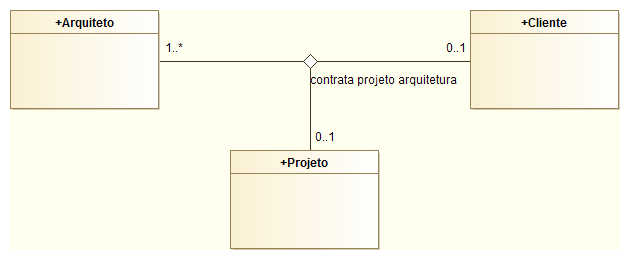 +Arquiteto
+Cliente
1..*
0..1
contrata projeto arquitetura
0..1
+Projeto